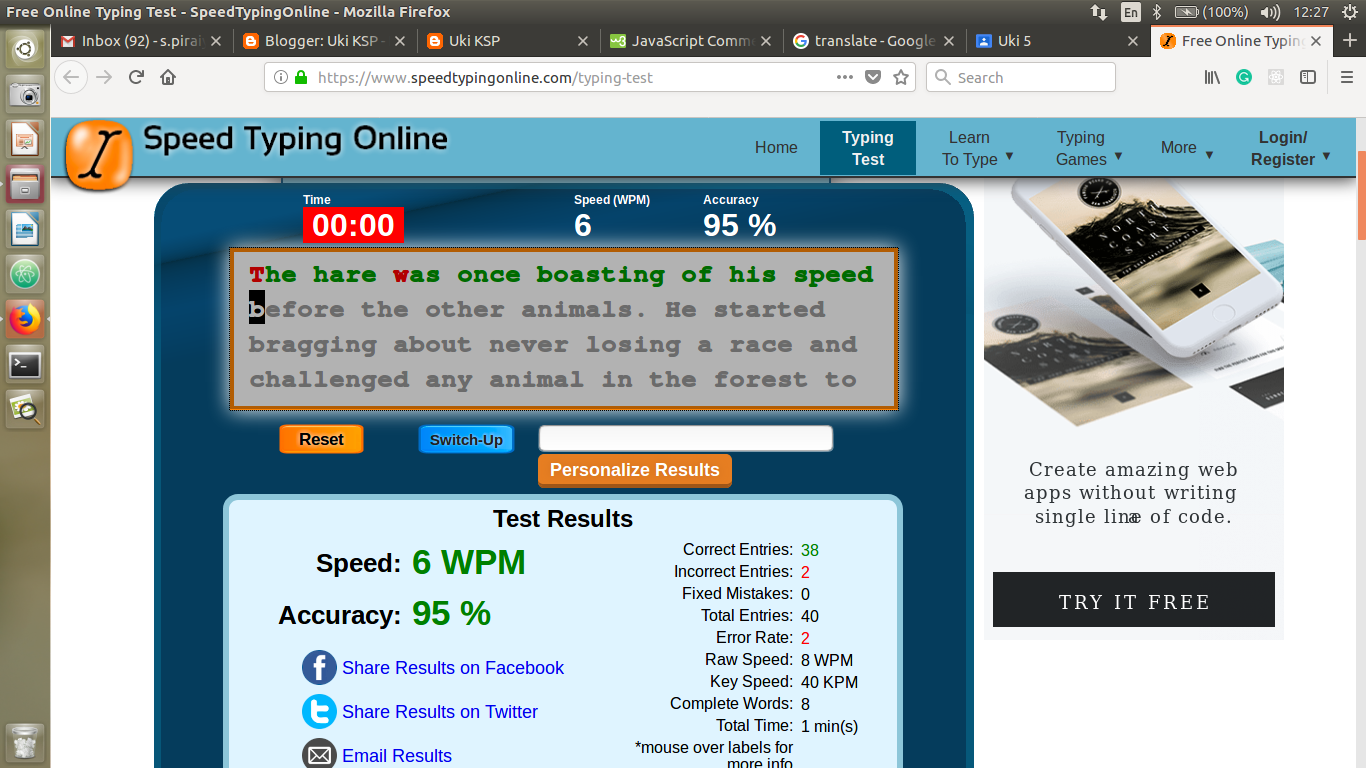 Free Online Typing Test - SpeedTypingOnline - Mozilla Firefox
En
(100%)
12:27
Inbox (92) - s.pirai
Blogger: Uki KSP -
Uki KSP
JavaScript Comm
translate - Google
Uki 5
Free Online Typing
https://www.speedtypingonline.com/typing-test
Search
Speed Typing Online
Home
Typing
Test
Learn
To Type
Typing
Games
More
Login/
Register
Time
00:00
Speed (WPM)
6
Accuracy
95 %
The hare was once boasting of his speed
before the other animals. He started
bragging about never losing a race and
challenged any animal in the forest to
Reset
Switch-Up
Personalize Results
Test Results
Speed: 6 WPM
Accuracy: 95 %
Share Results on Facebook
Share Results on Twitter
Email Results
Correct Entries: 38
Incorrect Entries: 2
Fixed Mistakes: 0
Total Entries: 40
Error Rate: 2
Raw Speed: 8 WPM
Key Speed: 40 KPM
Complete Words: 8
Total Time: 1 min(s)
*mouse over labels for
more info
NORTH
COAST
SURF
Create amazing web
apps without writing
a
single line of code.
TRY IT FREE